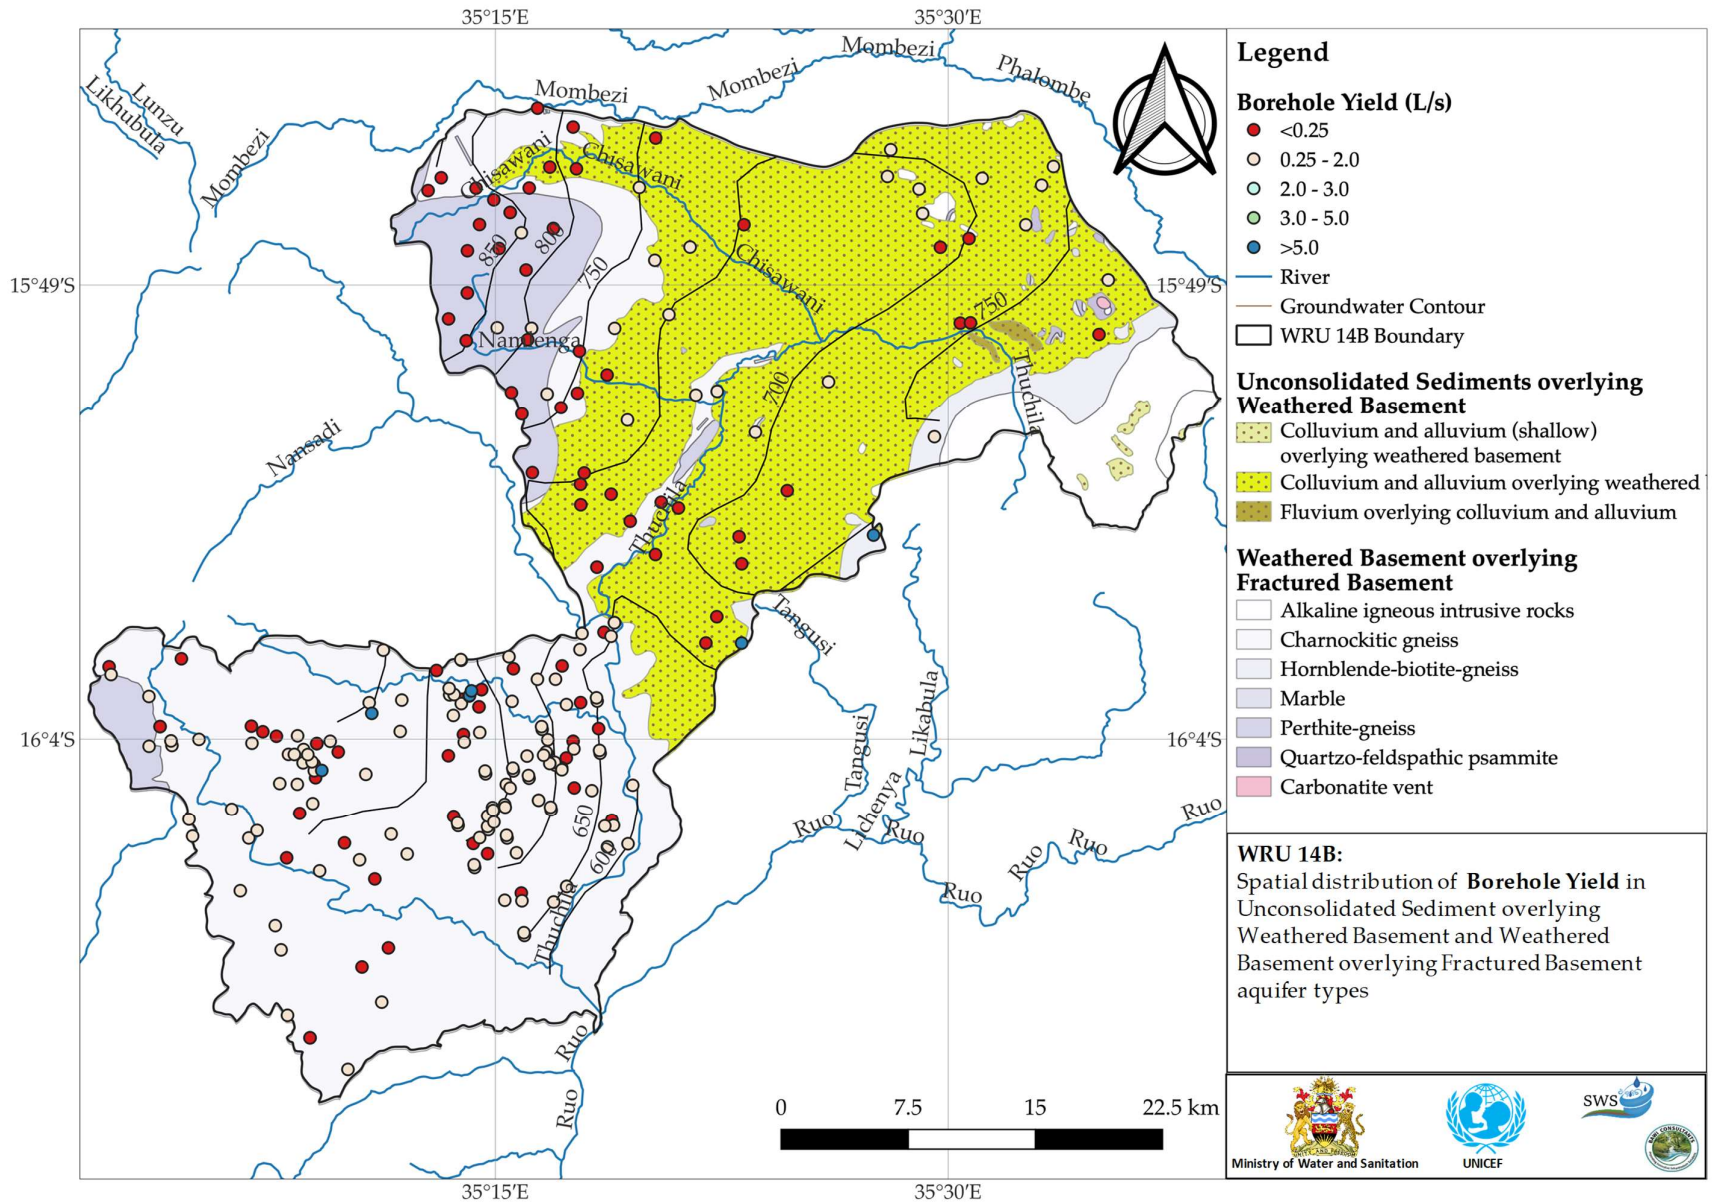 35°15′E
35°30′E
Mombezi
Mombezi
Mombezi
Phalombe
Lunzu
Likhubula
Mombezi
Chisawani
Chisawani
Chisawani
850
800
750
15°49′S
15°49′S
750
Namlenga
Thuchila
700
Nansadi
Thuchila
Tangusi
Likabula
Tangusi
16°4′S
16°4′S
Lichenya
Ruo
Ruo
Ruo
Ruo
Ruo
Ruo
650
600
Thuchila
Ruo
Ruo
0 7.5 15 22.5 km
35°15′E
35°30′E
Legend
Borehole Yield (L/s)
<0.25
0.25 - 2.0
2.0 - 3.0
3.0 - 5.0
>5.0
River
Groundwater Contour
WRU 14B Boundary
Unconsolidated Sediments overlying
Weathered Basement
Colluvium and alluvium (shallow)
overlying weathered basement
Colluvium and alluvium overlying weathered
Fluvium overlying colluvium and alluvium
Weathered Basement overlying
Fractured Basement
Alkaline igneous intrusive rocks
Charnockitic gneiss
Hornblende-biotite-gneiss
Marble
Perthite-gneiss
Quartzo-feldspathic psammite
Carbonatite vent
WRU 14B:
Spatial distribution of Borehole Yield in
Unconsolidated Sediment overlying
Weathered Basement and Weathered
Basement overlying Fractured Basement
aquifer types
Ministry of Water and Sanitation
UNICEF
SWS